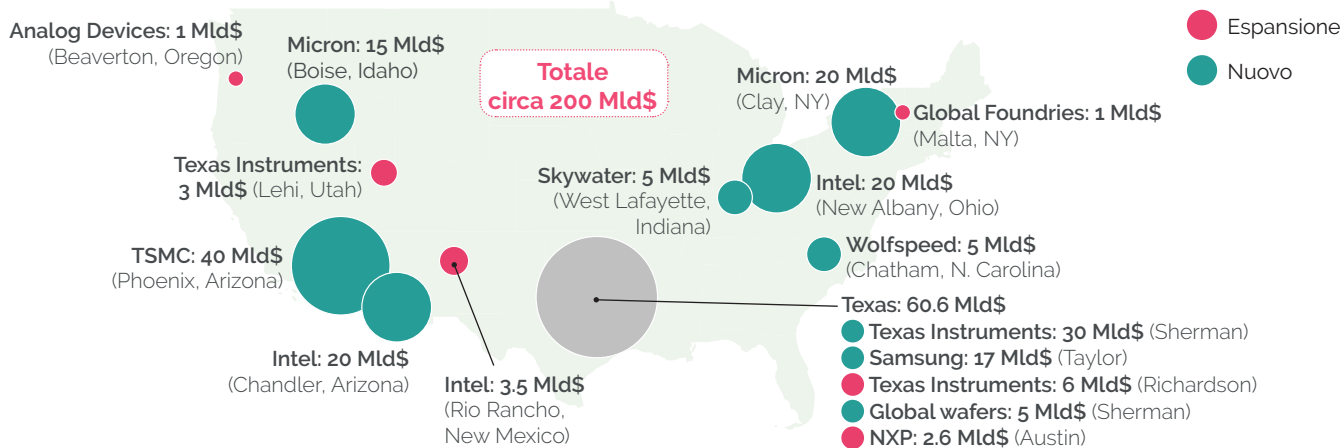 Analog Devices: 1 Mld$
(Beaverton, Oregon)
Micron: 15 Mld$
(Boise, Idaho)
Totale
circa 200 Mld$
Micron: 20 Mld$
(Clay, NY)
Espansione
Nuovo
Global Foundries: 1 Mld$
(Malta, NY)
Texas Instruments:
3 Mld$ (Lehi, Utah)
Skywater: 5 Mld$
(West Lafayette,
Indiana)
Intel: 20 Mld$
(New Albany, Ohio)
TSMC: 40 Mld$
(Phoenix, Arizona)
Wolfspeed: 5 Mld$
(Chatham, N. Carolina)
Intel: 20 Mld$
(Chandler, Arizona)
Intel: 3.5 Mld$
(Rio Rancho,
New Mexico)
Texas: 60.6 Mld$
Texas Instruments: 30 Mld$ (Sherman)
Samsung: 17 Mld$ (Taylor)
Texas Instruments: 6 Mld$ (Richardson)
Global wafers: 5 Mld$ (Sherman)
NXP: 2.6 Mld$ (Austin)